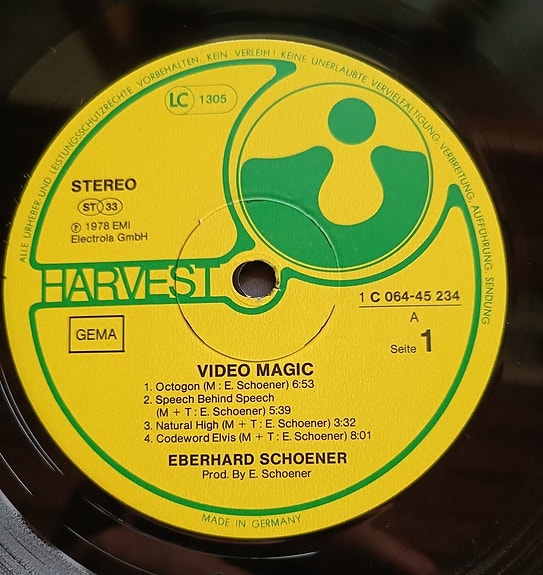 ALLE URHEBER- UND LEISTUNGSSCHUTZRECHTE VORBEHALTEN. KEIN VERLEIH! KEINE UNERLAUBTE VERVIELFÄLTIGUNG, VERBREITUNG, AUFFÜHRUNG, SENDUNG
LC 1305
STEREO
ST 33
℗ 1978 EMI
Electrola GmbH
HARVEST
1 C 064-45 234
A
GEMA
Seite 1
VIDEO MAGIC
1. Octogon (M : E. Schoener) 6:53
2. Speech Behind Speech
(M + T : E. Schoener) 5:39
3. Natural High (M + T : E. Schoener) 3:32
4. Codeword Elvis (M + T : E. Schoener) 8:01
EBERHARD SCHOENER
Prod. By E. Schoener
MADE IN GERMANY